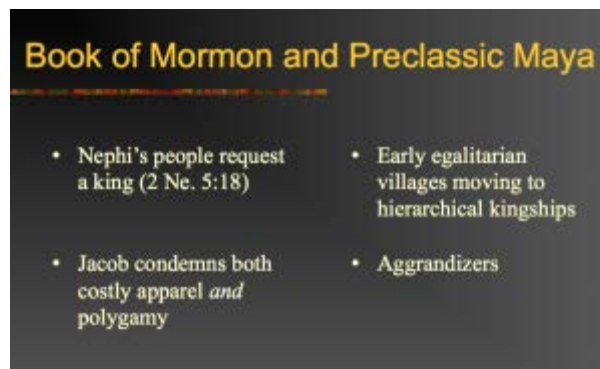 Book of Mormon and Preclassic Maya
• Nephi’s people request
a king (2 Ne. 5:18)
• Jacob condemns both
costly apparel and
polygamy
• Early egalitarian
villages moving to
hierarchical kingships
• Aggrandizers